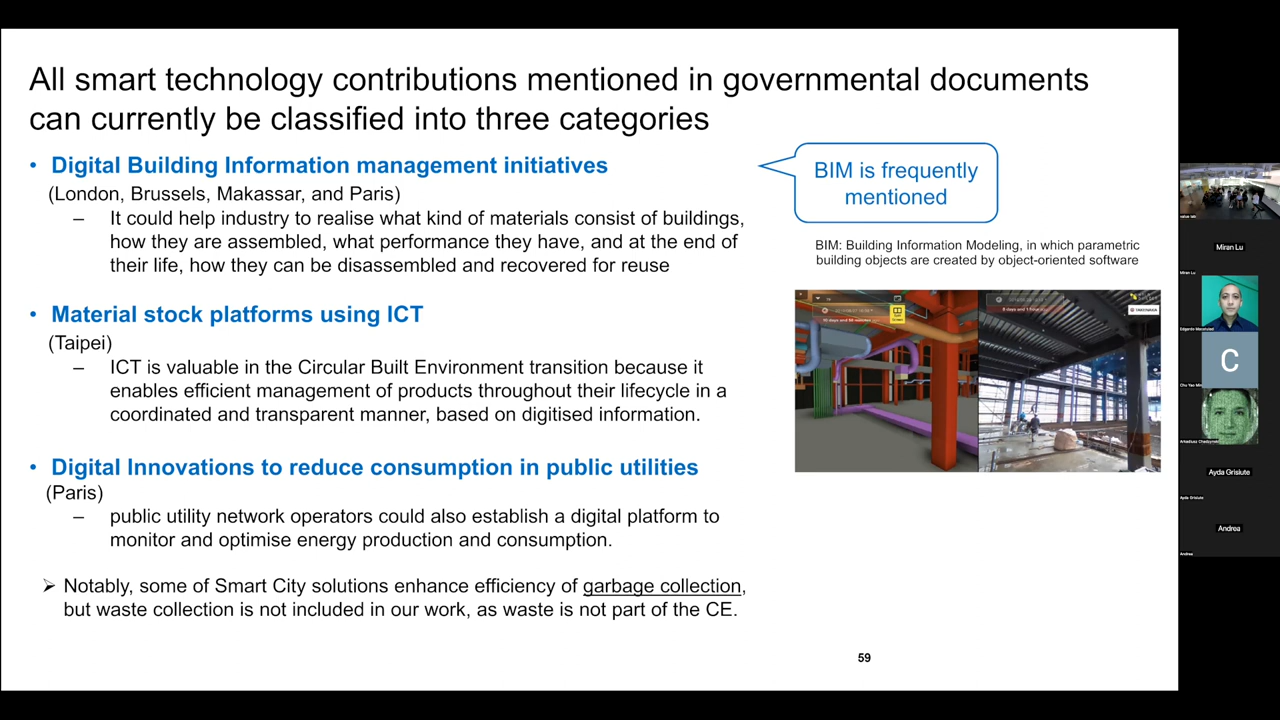 All smart technology contributions mentioned in governmental documents
can currently be classified into three categories
• Digital Building Information management initiatives
(London, Brussels, Makassar, and Paris)
– It could help industry to realise what kind of materials consist of buildings,
how they are assembled, what performance they have, and at the end of
their life, how they can be disassembled and recovered for reuse
• Material stock platforms using ICT
(Taipei)
– ICT is valuable in the Circular Built Environment transition because it
enables efficient management of products throughout their lifecycle in a
coordinated and transparent manner, based on digitised information.
• Digital Innovations to reduce consumption in public utilities
(Paris)
– public utility network operators could also establish a digital platform to
monitor and optimise energy production and consumption.
➢ Notably, some of Smart City solutions enhance efficiency of garbage collection,
but waste collection is not included in our work, as waste is not part of the CE.
BIM is frequently
mentioned
BIM: Building Information Modeling, in which parametric
building objects are created by object-oriented software
59
Miran Lu
Miran Lu
C
Ayda Grisiute
Ayda Grisiute
Andrea
Andrea